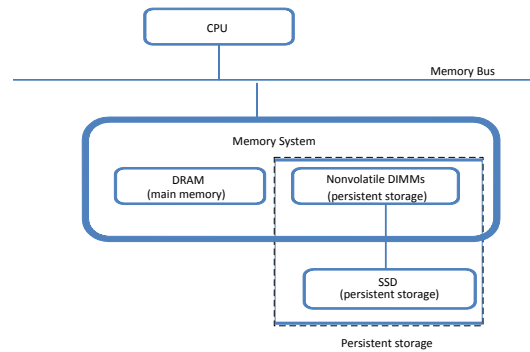 CPU
Memory Bus
Memory System
DRAM
(main memory)
Nonvolatile DIMMs
(persistent storage)
SSD
(persistent storage)
Persistent storage